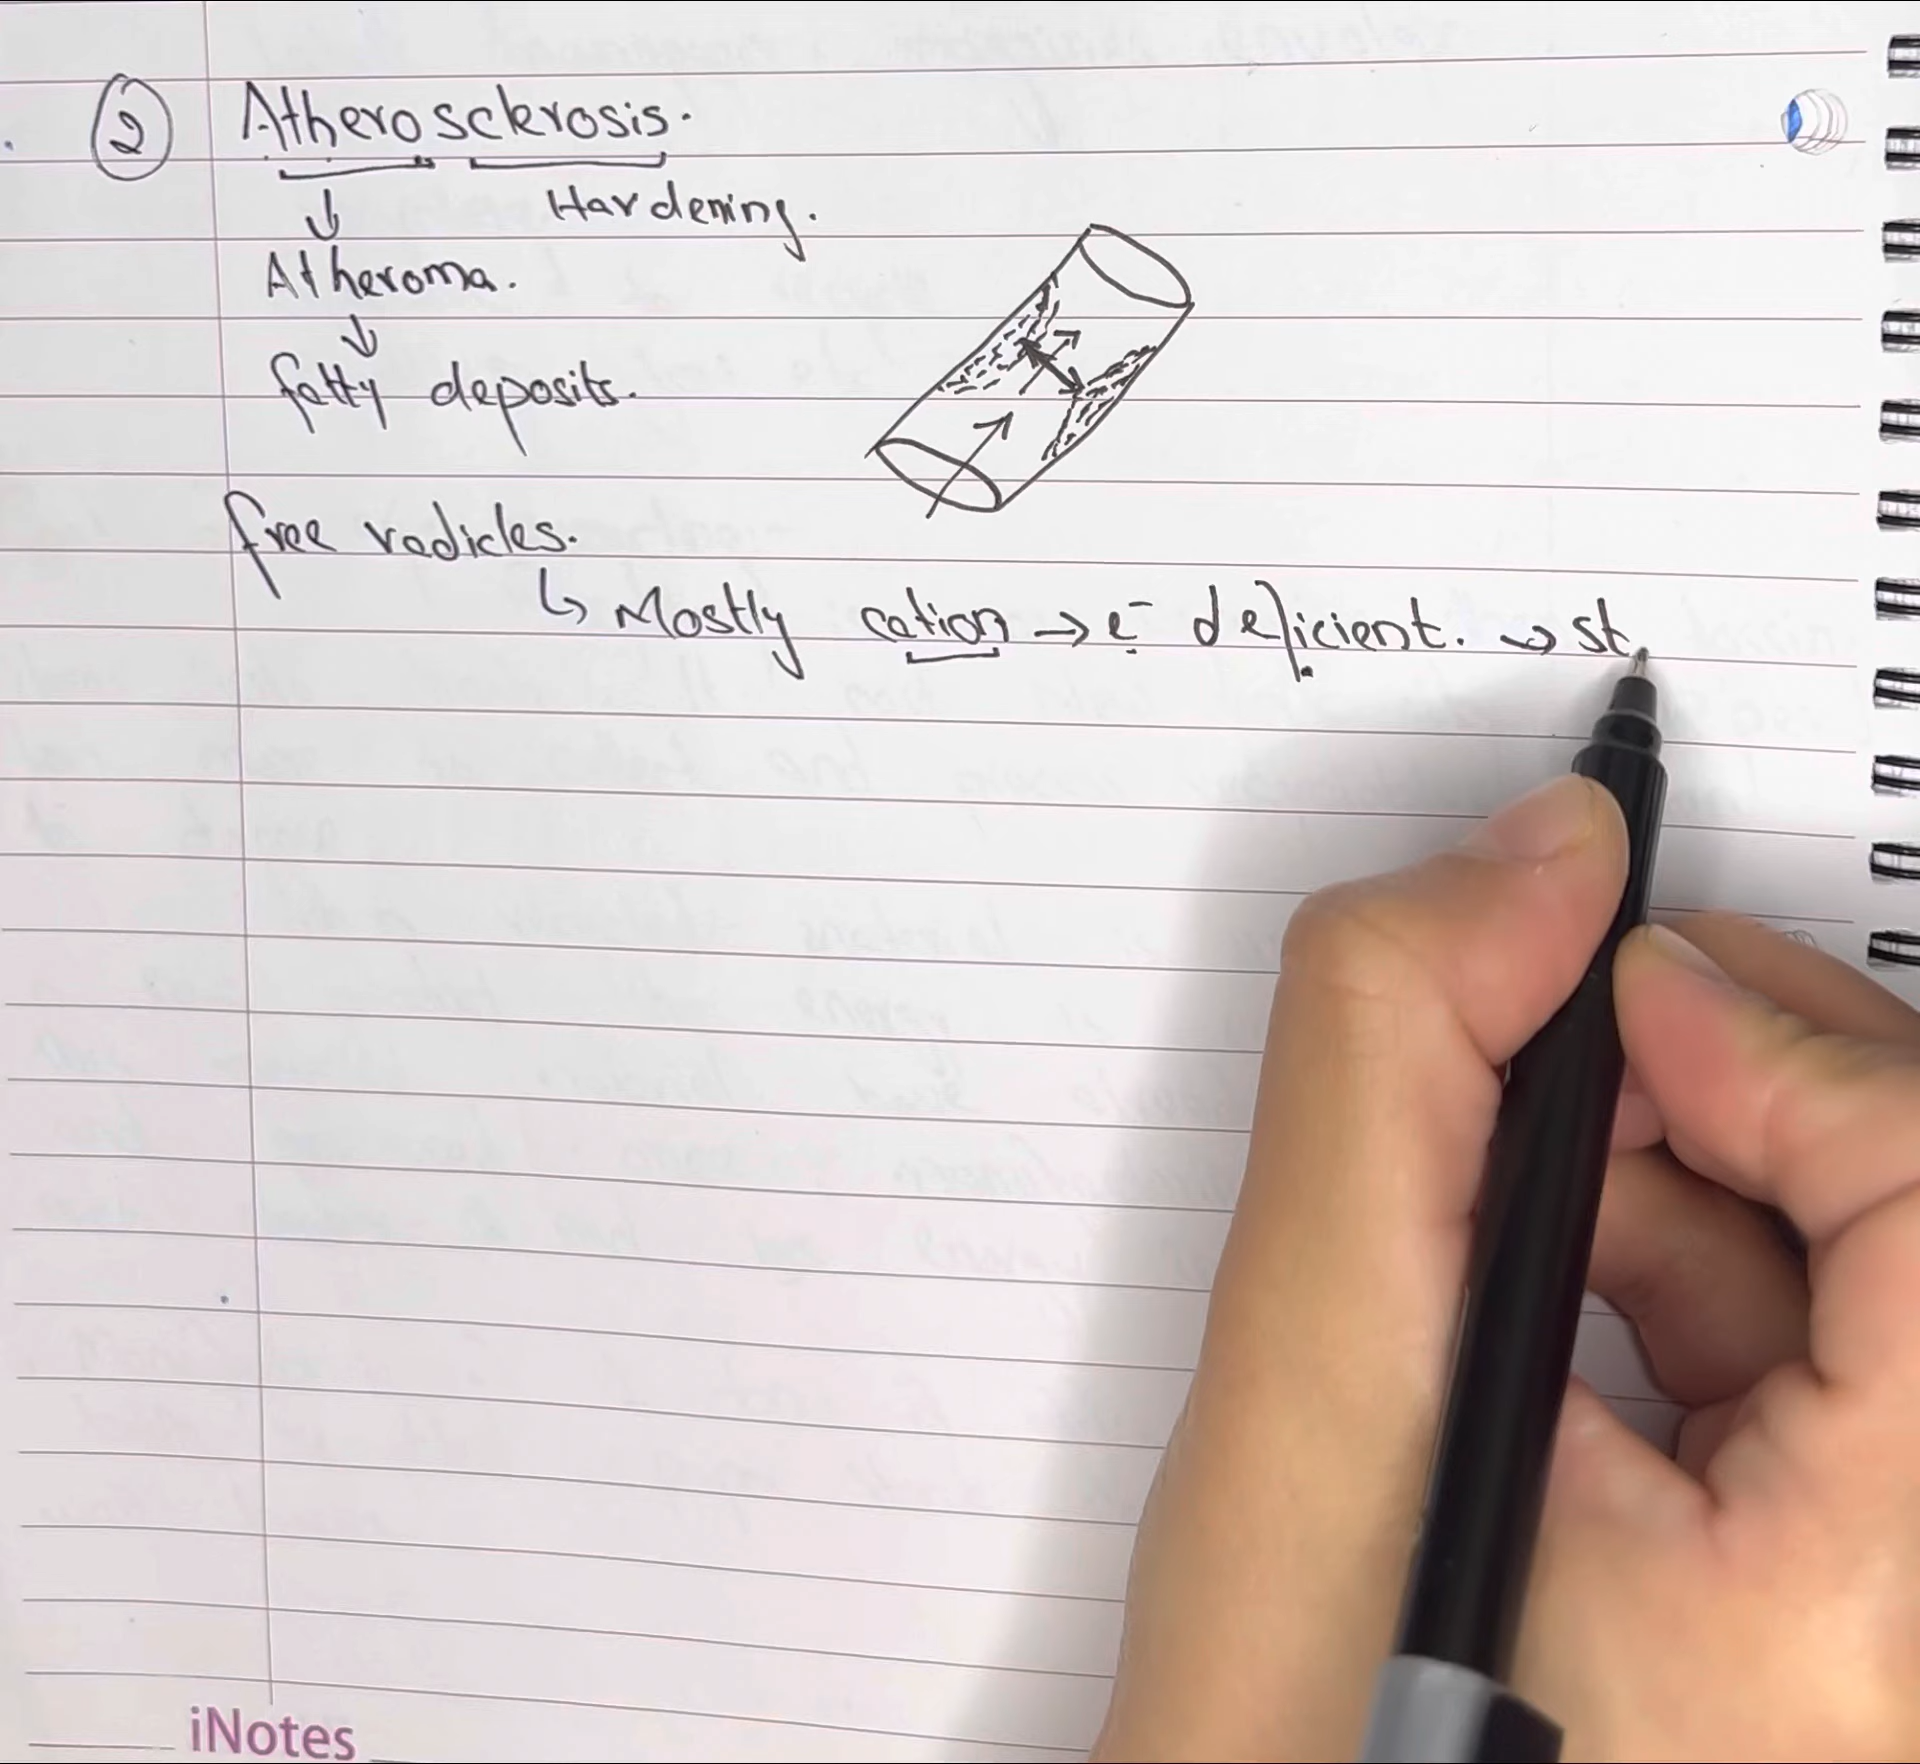 2 Atherosclerosis.
Hardening.
Atheroma.
fatty deposits.
free radicles.
Mostly cation → e⁻ deficient. → st
iNotes